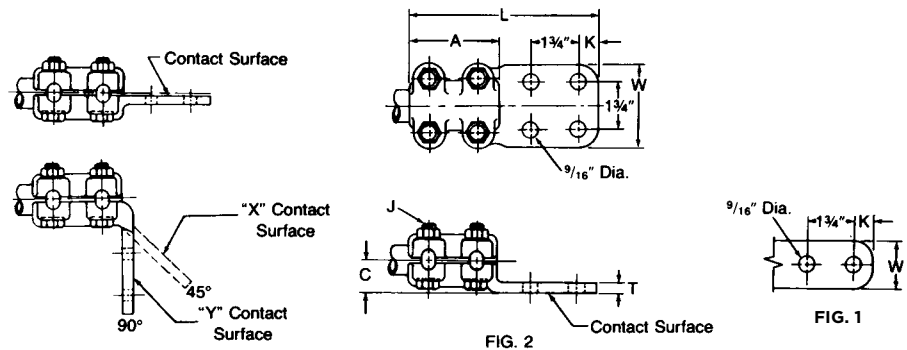 Contact Surface
"X" Contact
Surface
45°
"Y" Contact
Surface
90°
L
A
1¾"
K
W
1¾"
9/16" Dia.
J
C
T
Contact Surface
FIG. 2
9/16" Dia.
1¾"
K
W
FIG. 1